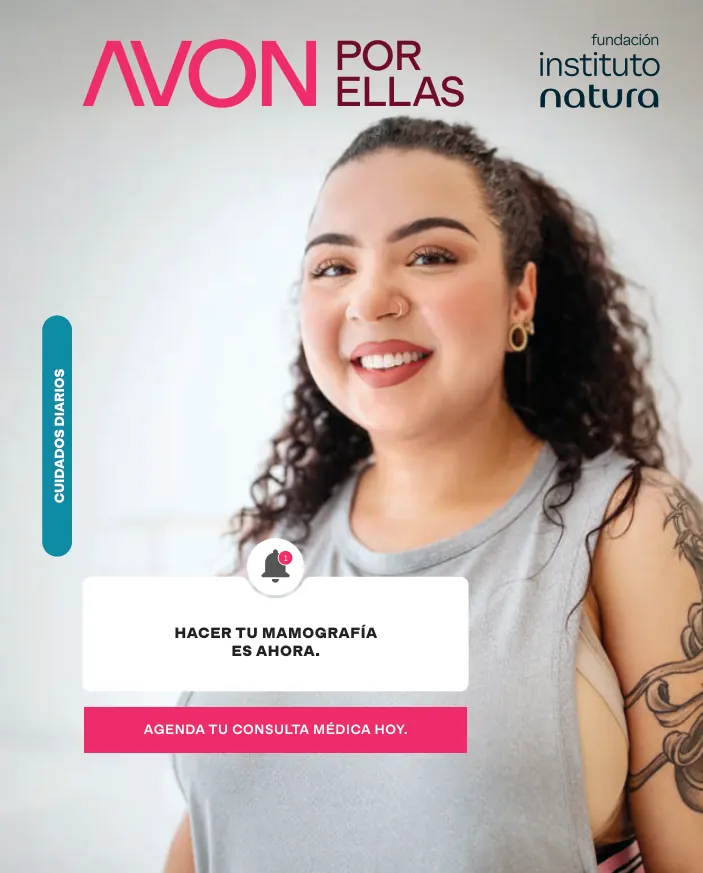 AVON
POR
ELLAS
fundación
instituto
natura
CUIDADOS DIARIOS
1
HACER TU MAMOGRAFÍA
ES AHORA.
AGENDA TU CONSULTA MÉDICA HOY.